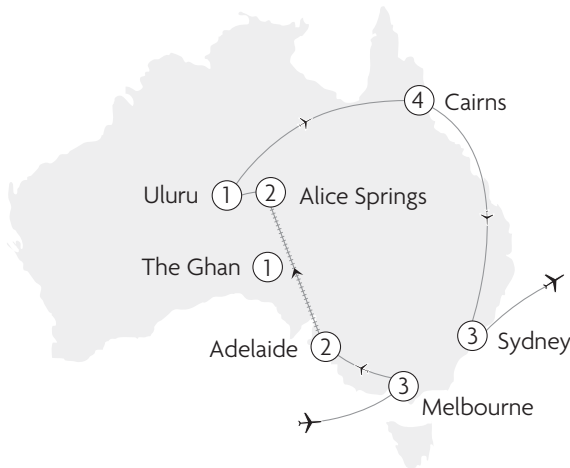 4 Cairns
Uluru 1 2 Alice Springs
The Ghan 1
3 Sydney
Adelaide 2
3 Melbourne